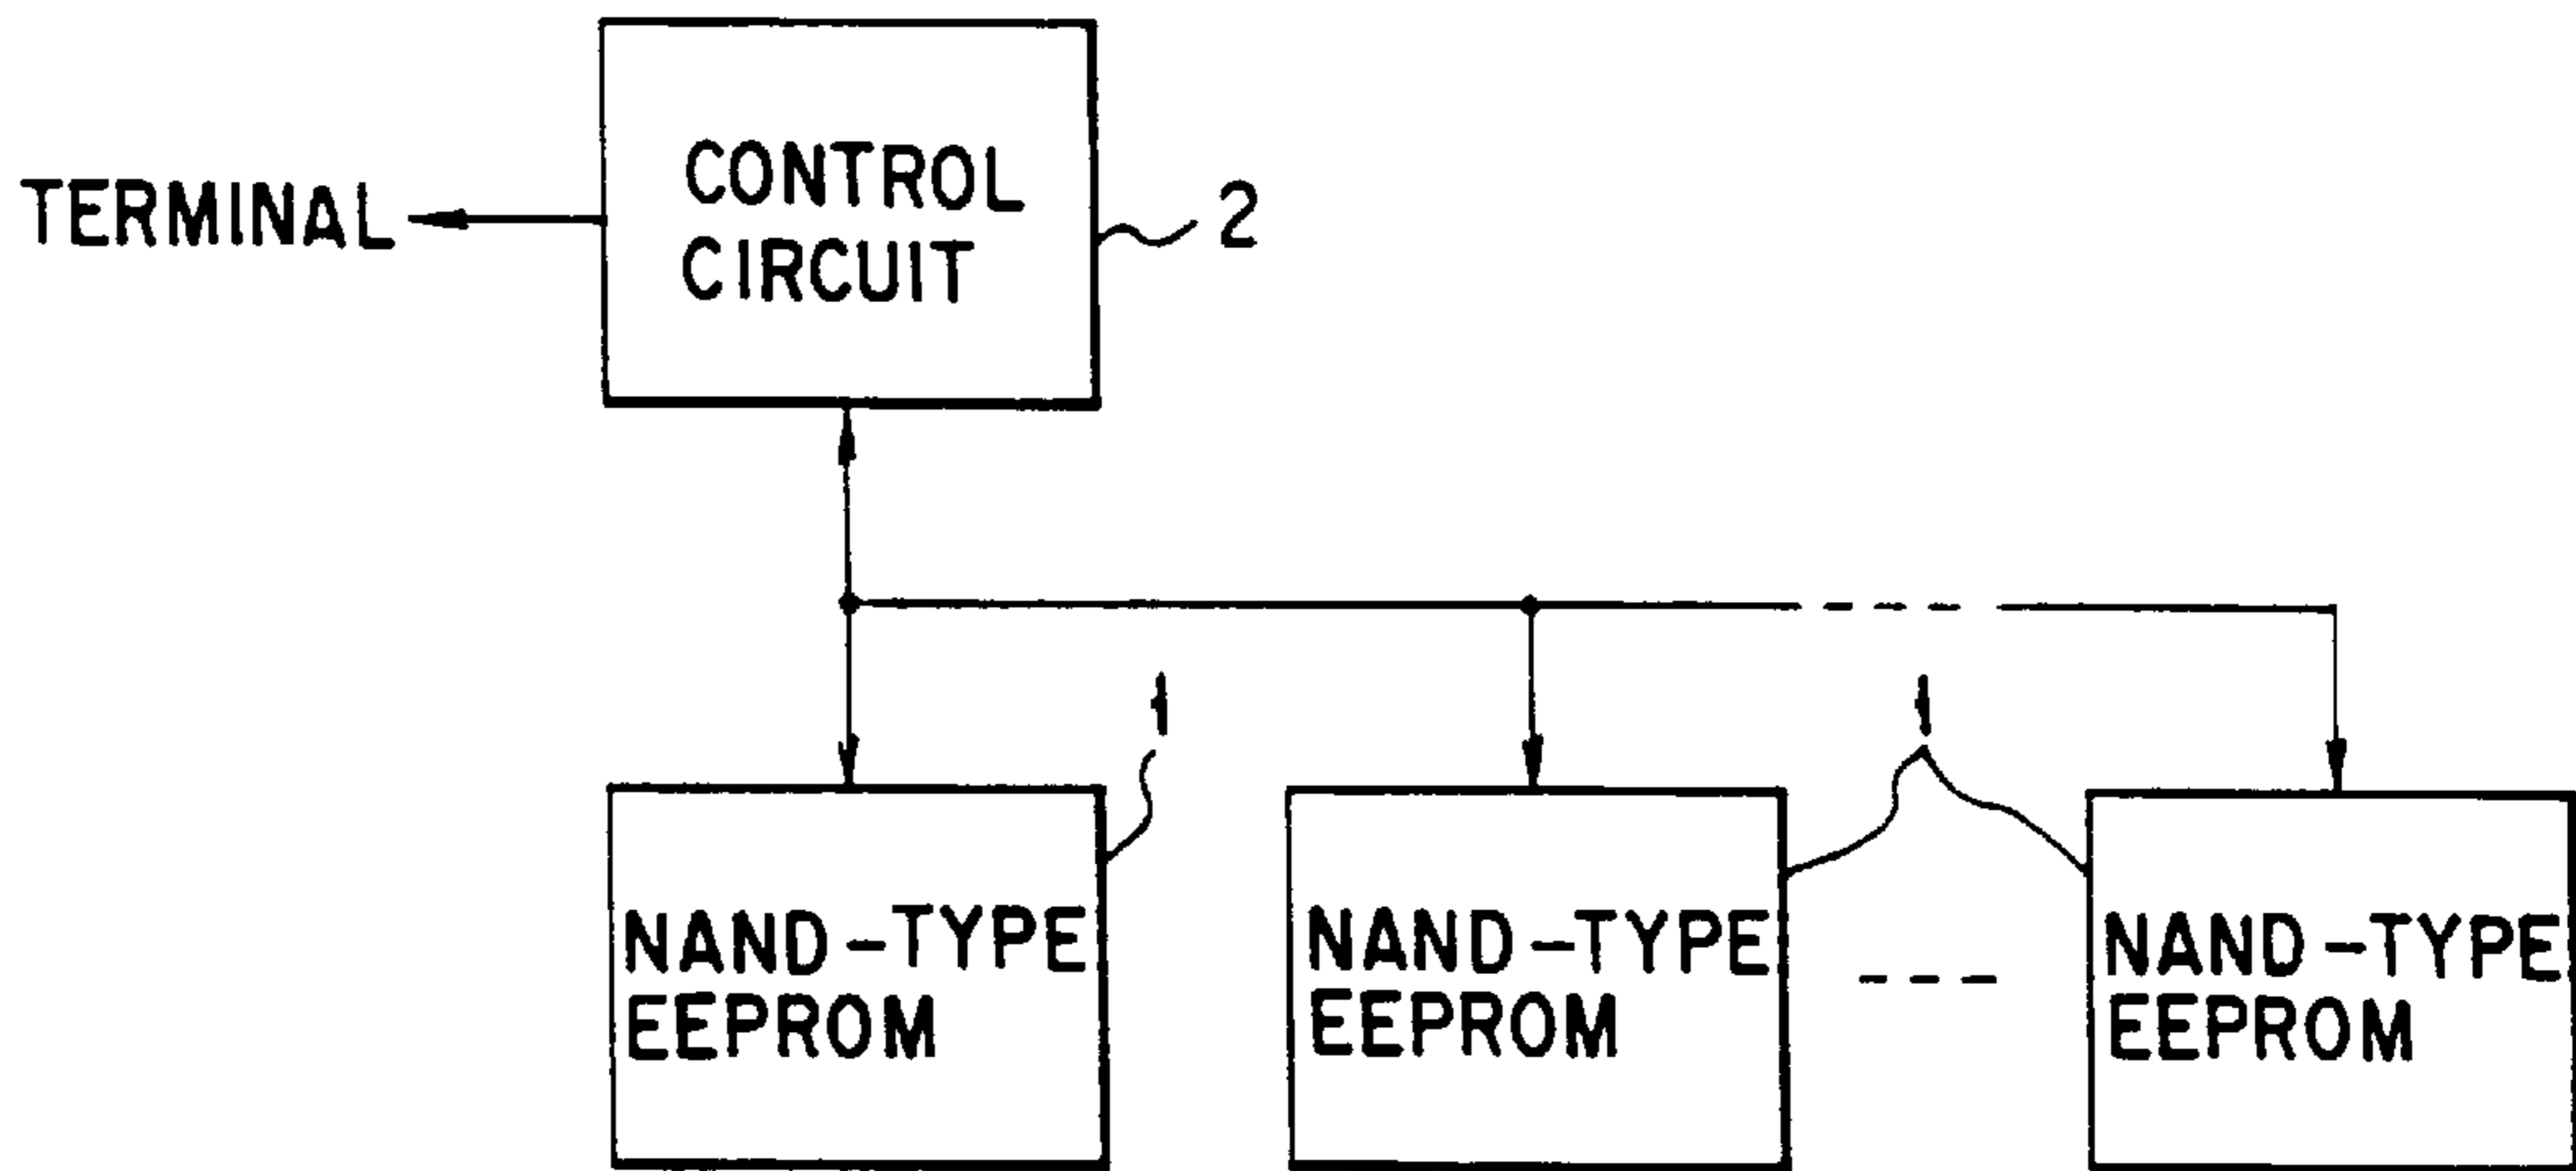 CONTROL
CIRCUIT
TERMINAL
2
1
1
NAND-TYPE
EEPROM
NAND-TYPE
EEPROM
NAND-TYPE
EEPROM